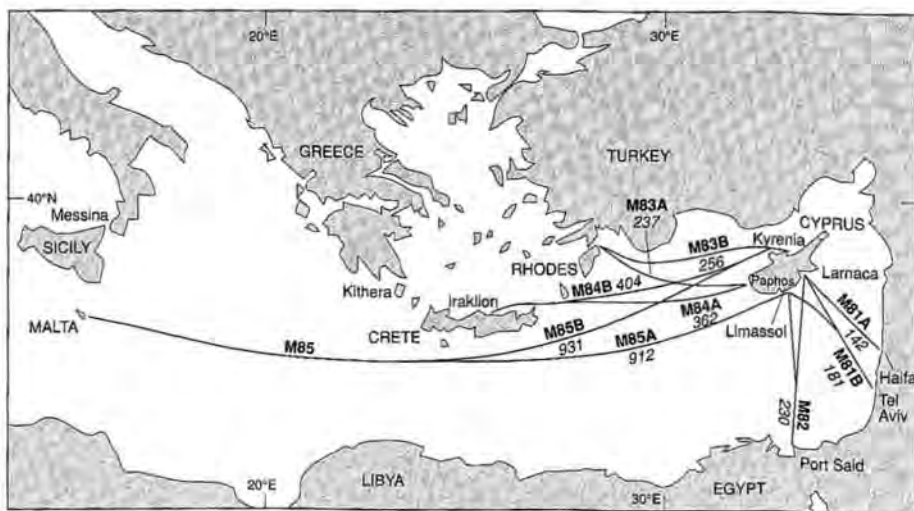 20°E
30°E
GREECE
TURKEY
40°N
M83A
237
Messina
CYPRUS
SICILY
M83B
Kyrenia
RHODES
256
Kithera
M84B 404
Paphos
Larnaca
Iraklion
M84A
MALTA
CRETE
M85B
362
M81A
M85
931
M85A
Limassol
142
912
M81B
Haifa
181
Tel
Aviv
M82
230
Port Said
20°E
LIBYA
30°E
EGYPT